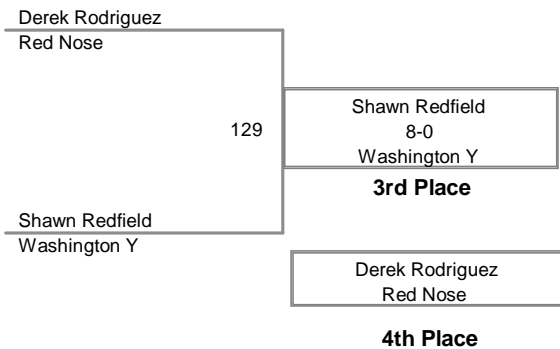 Derek Rodriguez
Red Nose
129
Shawn Redfield
8-0
Washington Y
3rd Place
Shawn Redfield
Washington Y
Derek Rodriguez
Red Nose
4th Place